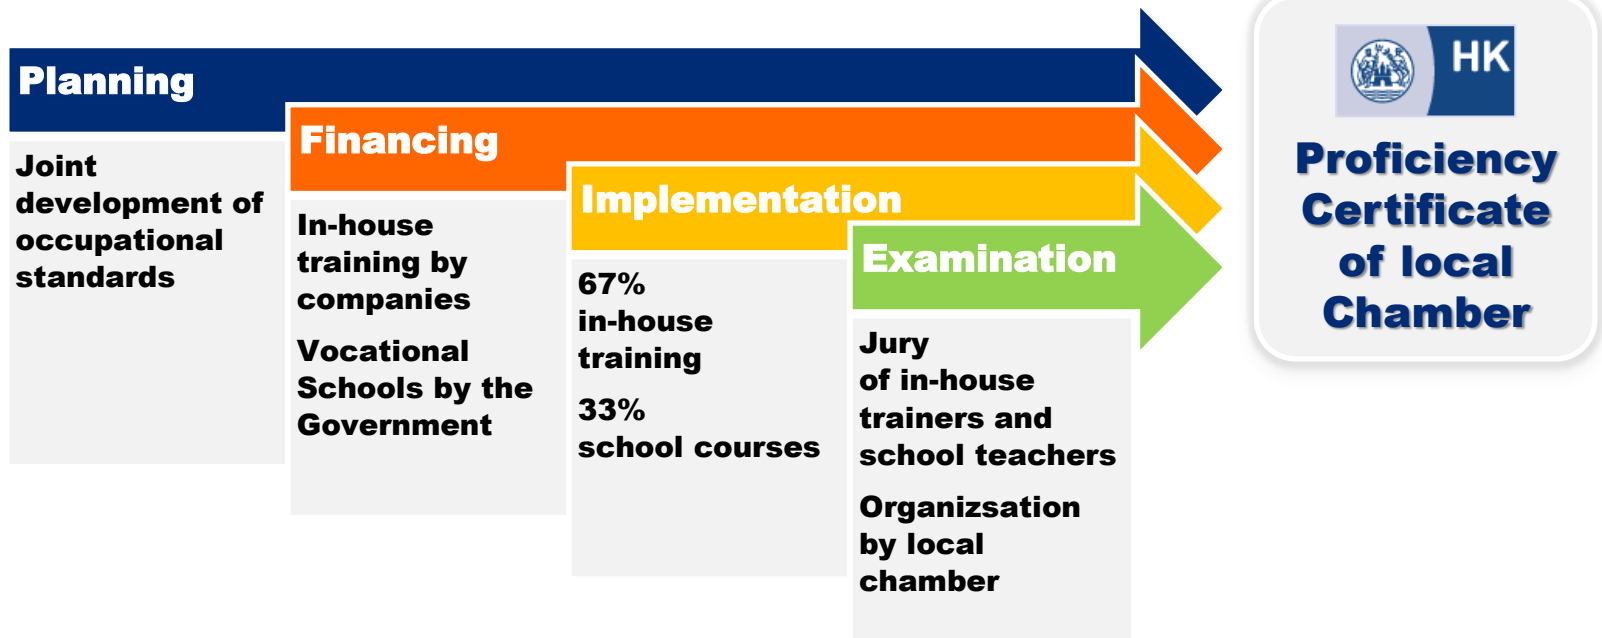 Planning
Joint
development of
occupational
standards
Financing
In-house
training by
companies
Vocational
Schools by the
Government
Implementation
67%
in-house
training
33%
school courses
Examination
Jury
of in-house
trainers and
school teachers
Organizsation
by local
chamber
HK
Proficiency
Certificate
of local
Chamber